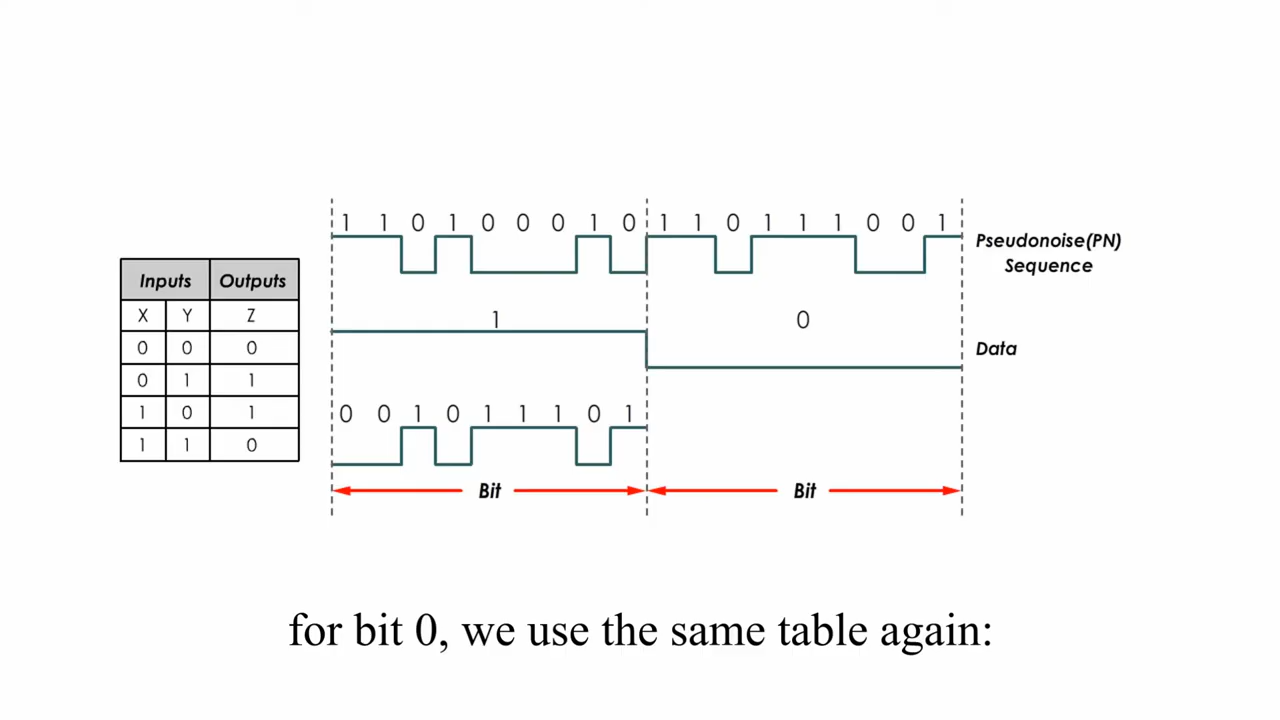 1 1 0 1 0 0 0 1 0 1 1 0 1 1 1 0 0 1
Pseudonoise(PN)
Sequence
Inputs Outputs
X Y Z
0 0 0
0 1 1
1 0 1
1 1 0
1 0
Data
0 0 1 0 1 1 1 0 1
Bit Bit
for bit 0, we use the same table again: